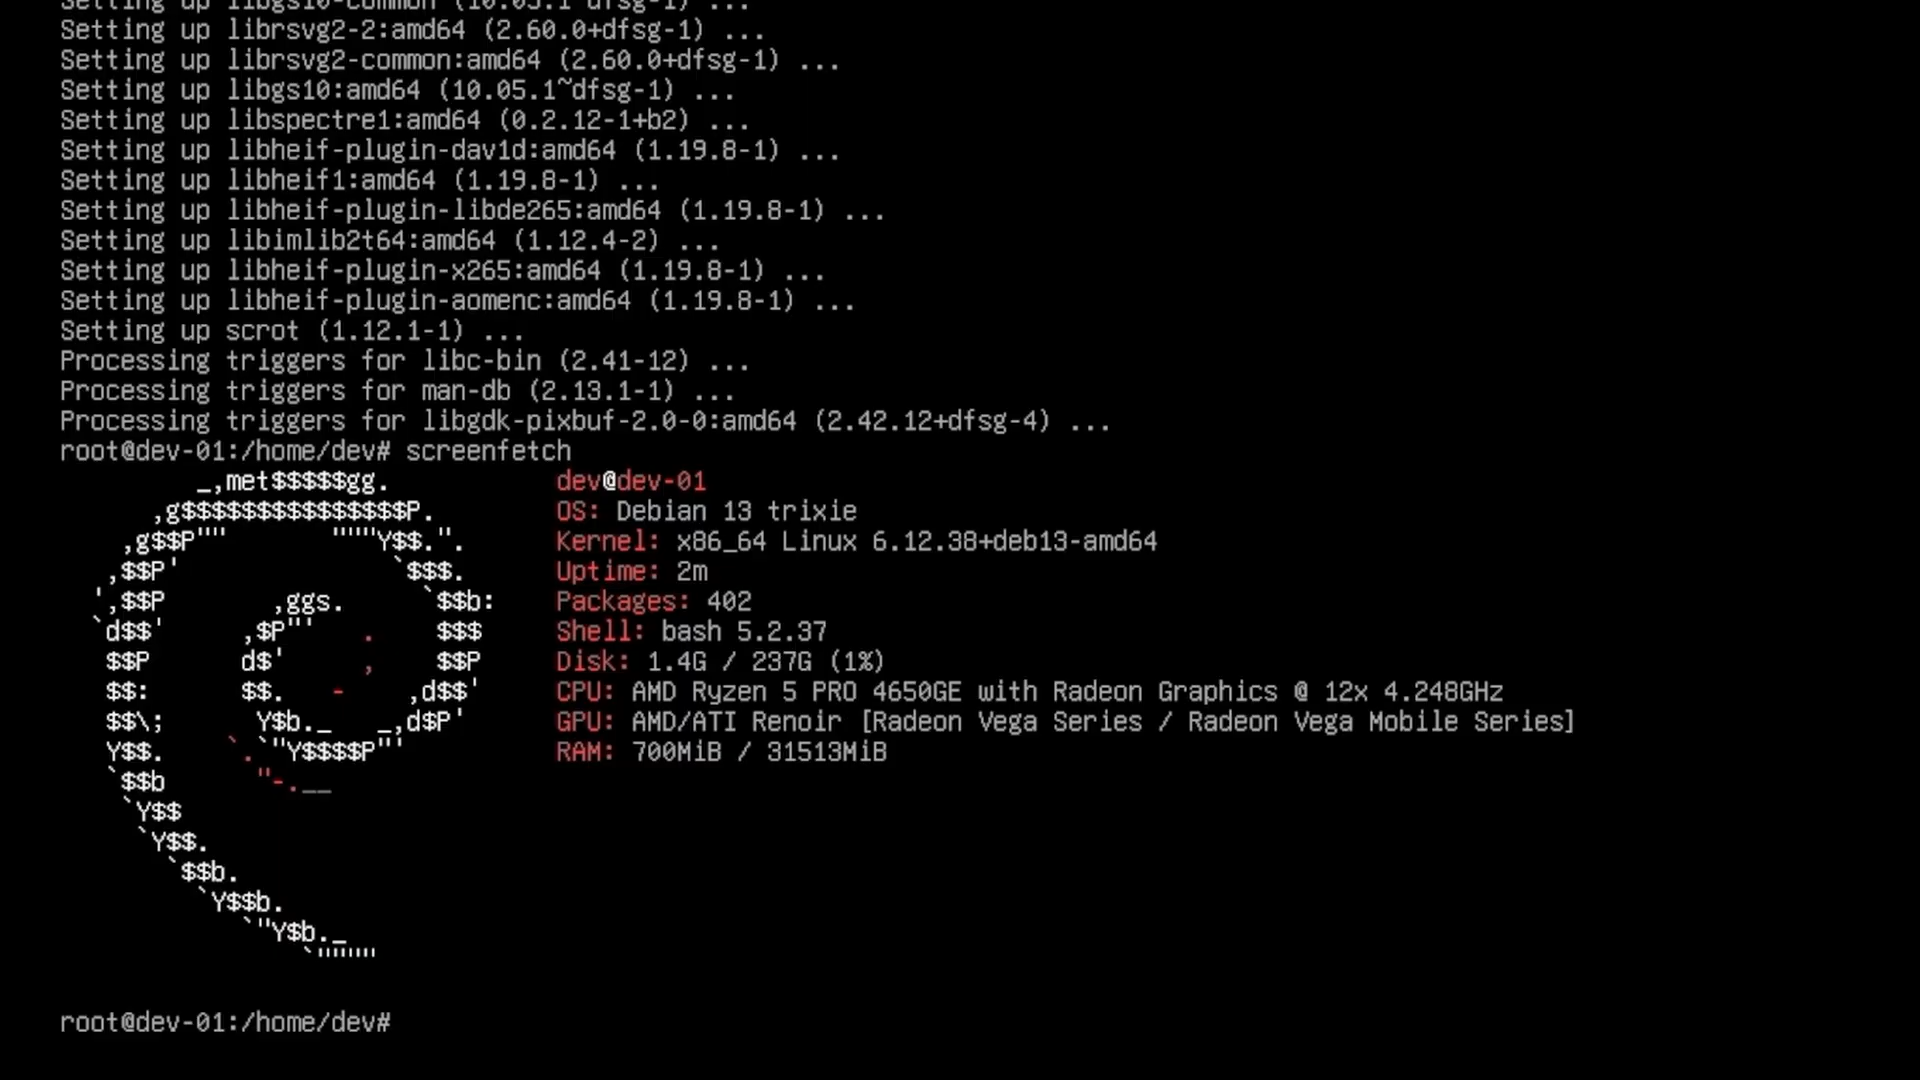 Setting up libgs10-common (10.05.1~dfsg-1) ...
Setting up librsvg2-2:amd64 (2.60.0+dfsg-1) ...
Setting up librsvg2-common:amd64 (2.60.0+dfsg-1) ...
Setting up libgs10:amd64 (10.05.1~dfsg-1) ...
Setting up libspectre1:amd64 (0.2.12-1+b2) ...
Setting up libheif-plugin-dav1d:amd64 (1.19.8-1) ...
Setting up libheif1:amd64 (1.19.8-1) ...
Setting up libheif-plugin-libde265:amd64 (1.19.8-1) ...
Setting up libimlib2t64:amd64 (1.12.4-2) ...
Setting up libheif-plugin-x265:amd64 (1.19.8-1) ...
Setting up libheif-plugin-aomenc:amd64 (1.19.8-1) ...
Setting up scrot (1.12.1-1) ...
Processing triggers for libc-bin (2.41-12) ...
Processing triggers for man-db (2.13.1-1) ...
Processing triggers for libgdk-pixbuf-2.0-0:amd64 (2.42.12+dfsg-4) ...
root@dev-01:/home/dev# screenfetch
         _,met$$$$$gg.           dev@dev-01
      ,g$$$$$$$$$$$$$$$P.        OS: Debian 13 trixie
    ,g$$P""       """"Y$$.".     Kernel: x86_64 Linux 6.12.38+deb13-amd64
   ,$$P'              `$$$.      Uptime: 2m
  ',$$P       ,ggs.     `$$b:    Packages: 402
  `d$$'     ,$P"'   .    $$$     Shell: bash 5.2.37
   $$P      d$'     ,    $$P     Disk: 1.4G / 237G (1%)
   $$:      $$.   -    ,d$$'     CPU: AMD Ryzen 5 PRO 4650GE with Radeon Graphics @ 12x 4.248GHz
   $$\;      Y$b._   _,d$P'      GPU: AMD/ATI Renoir [Radeon Vega Series / Radeon Vega Mobile Series]
   Y$$.    `.`"Y$$$$P"'          RAM: 700MiB / 31513MiB
   `$$b      "-.__
    `Y$$
     `Y$$.
       `$$b.
         `Y$$b.
            `"Y$b._
                `""""
root@dev-01:/home/dev#